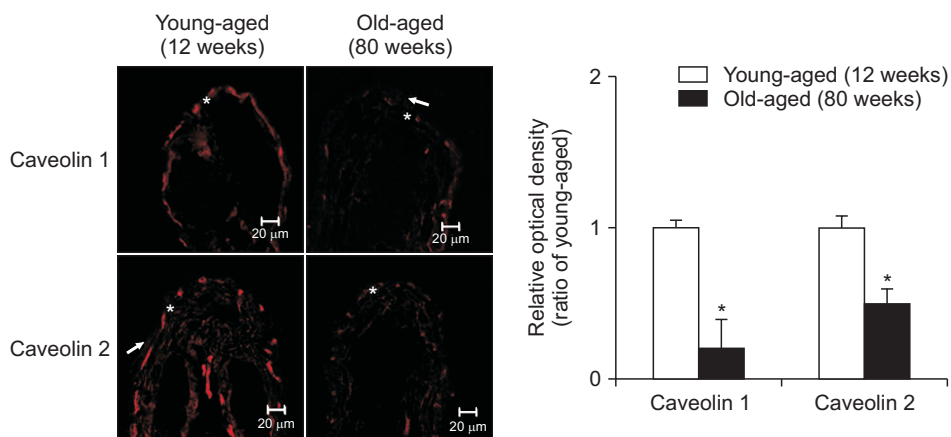 Young-aged
(12 weeks)
Old-aged
(80 weeks)
Caveolin 1
*
*
20 μm
20 μm
Caveolin 2
*
*
20 μm
20 μm
Relative optical density
(ratio of young-aged)
2
1
0
Young-aged (12 weeks)
Old-aged (80 weeks)
*
*
Caveolin 1
Caveolin 2